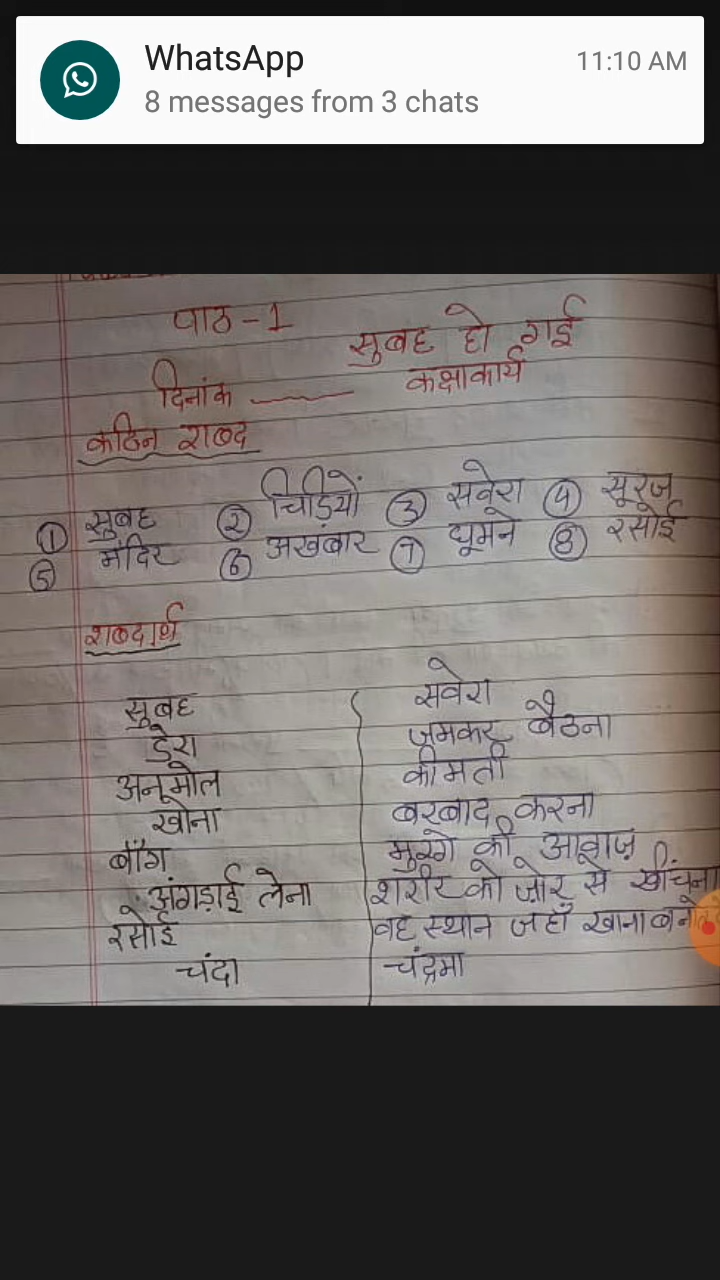 WhatsApp 11:10 AM
8 messages from 3 chats
पाठ-1 सुबह हो गई
दिनांक कक्षाकार्य
कठिन शब्द
① सुबह ② चिड़ियों ③ सवेरा ④ सूरज
⑤ मंदिर ⑥ अखबार ⑦ घूमने ⑧ रसोई
शब्दार्थ
सुबह सवेरा
डेरा जमकर बैठना
अनमोल कीमती
खोना बरबाद करना
बाँग मुरगे की आवाज़
अंगड़ाई लेना शरीर को ज़ोर से खींचना
रसोई वह स्थान जहाँ खाना
चंदा चंद्रमा